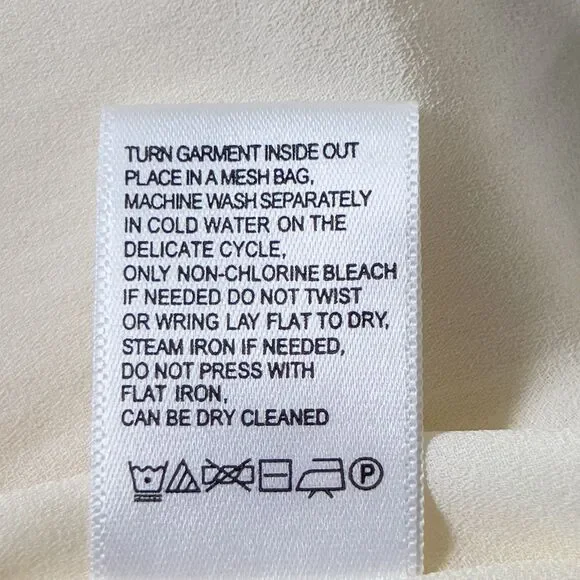 TURN GARMENT INSIDE OUT
PLACE IN A MESH BAG,
MACHINE WASH SEPARATELY
IN COLD WATER ON THE
DELICATE CYCLE,
ONLY NON-CHLORINE BLEACH
IF NEEDED DO NOT TWIST
OR WRING LAY FLAT TO DRY,
STEAM IRON IF NEEDED,
DO NOT PRESS WITH
FLAT IRON,
CAN BE DRY CLEANED
P